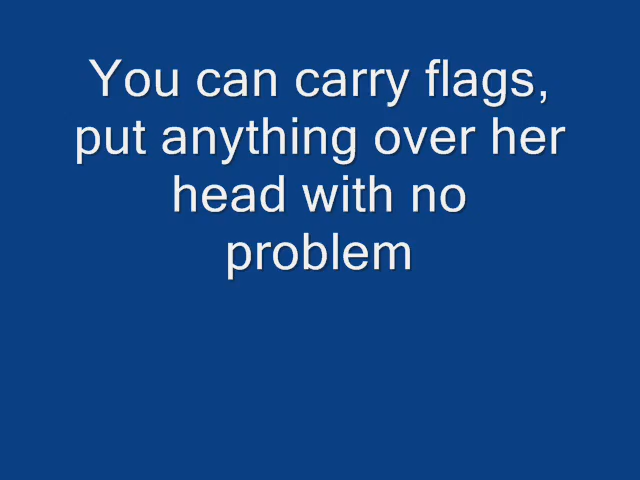 You can carry flags,
put anything over her
head with no
problem